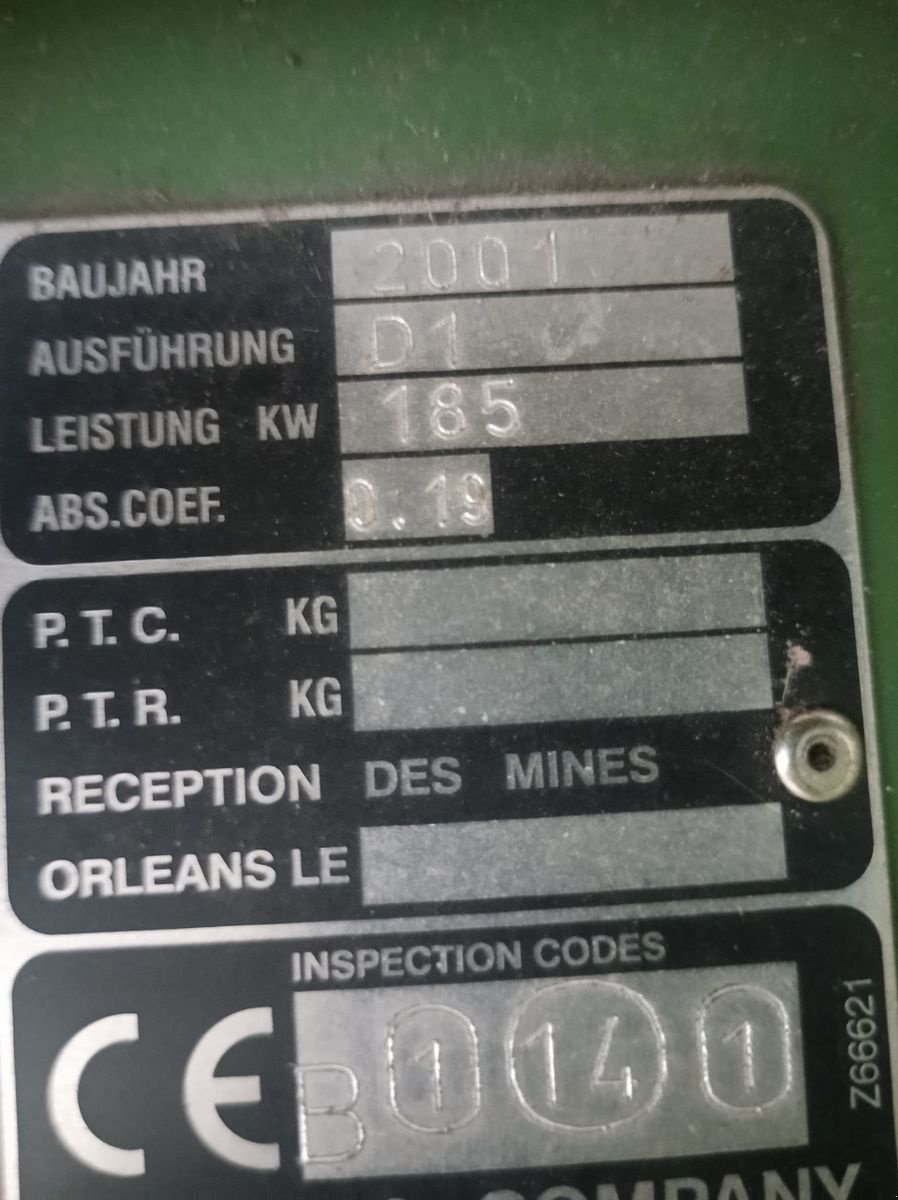 BAUJAHR 2001
AUSFÜHRUNG D1
LEISTUNG KW 185
ABS.COEF. 0.19
P.T.C. KG
P.T.R. KG
RECEPTION DES MINES
ORLEANS LE
INSPECTION CODES
CE B 1 14 1
Z66621
COMPANY